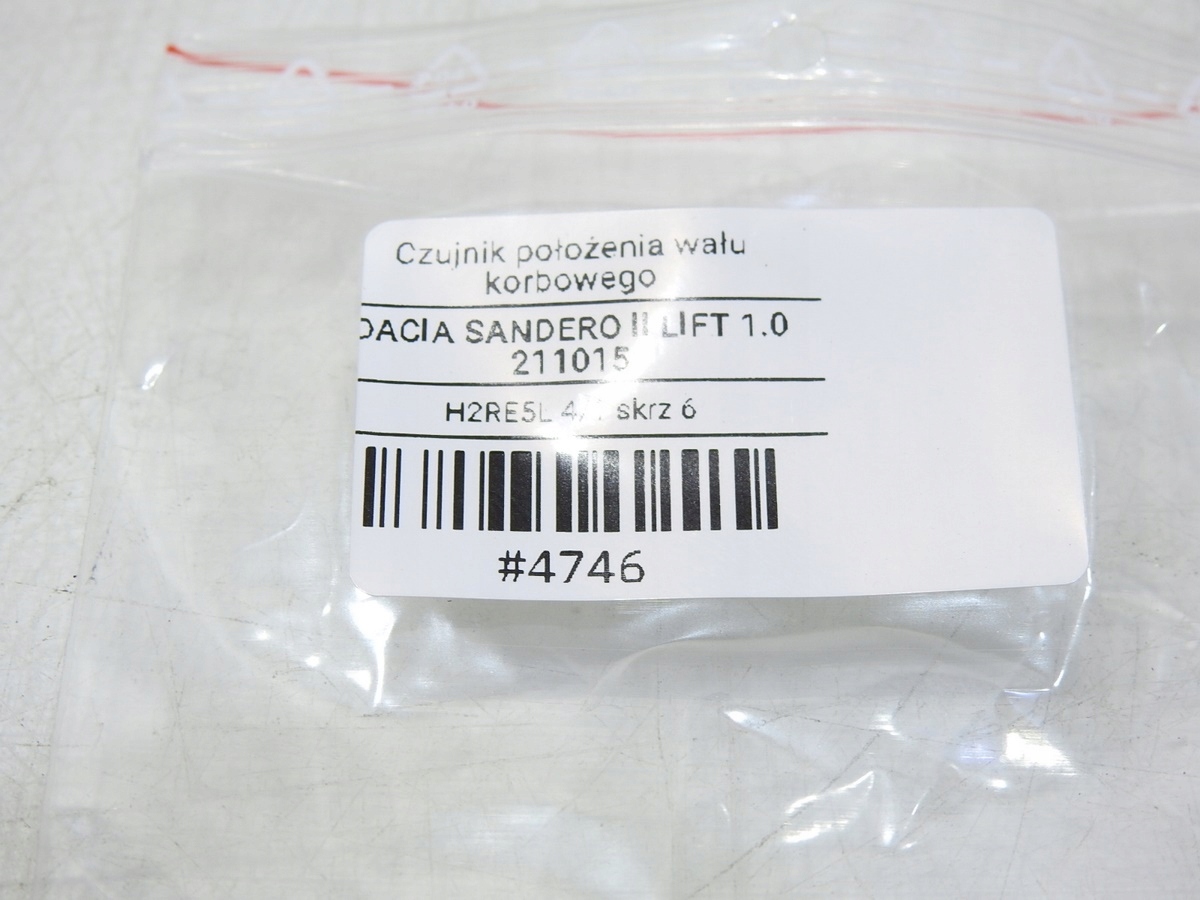 Czujnik położenia wału
korbowego
DACIA SANDERO II LIFT 1.0
211015
H2RE5L skrz 6
#4746